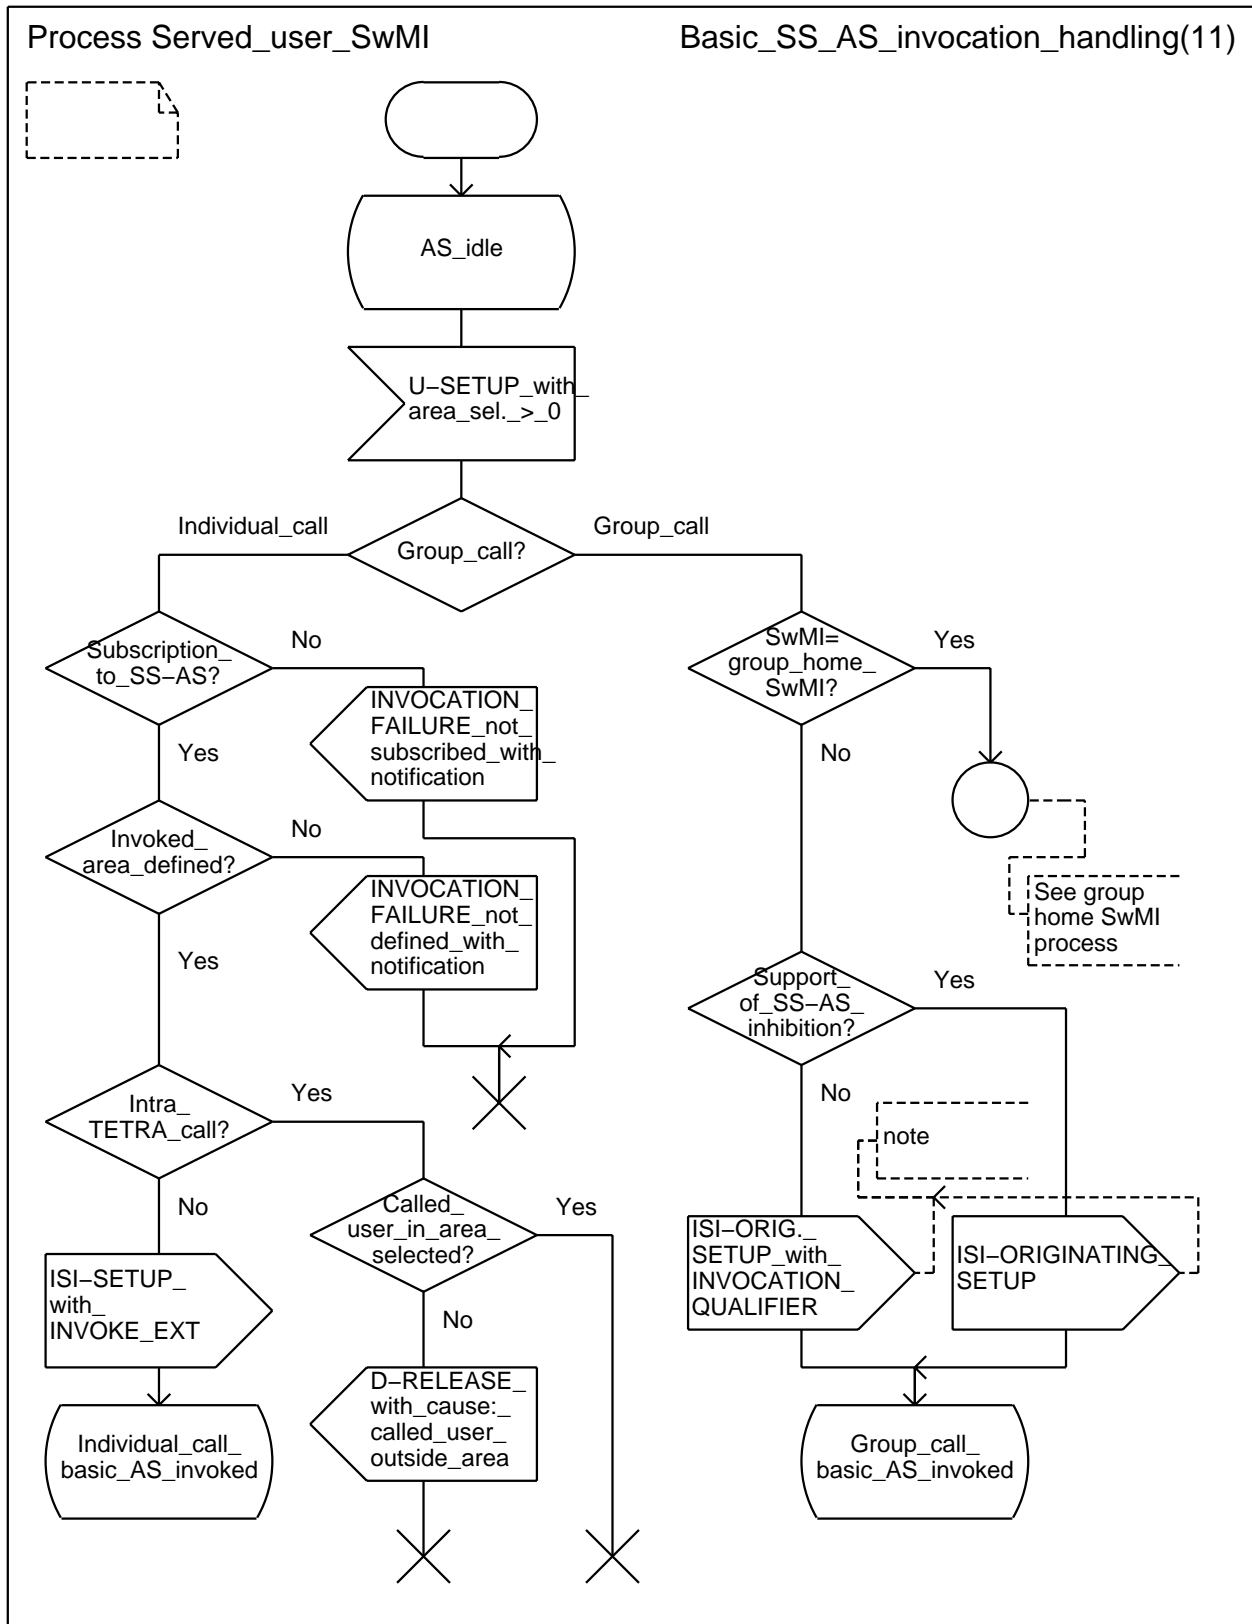 Process Served_user_SwMI
Basic_SS_AS_invocation_handling(11)
AS_idle
U−SETUP_with_
area_sel._>_0
Individual_call
Group_call?
Group_call
Subscription_
to_SS−AS?
No
INVOCATION_
FAILURE_not_
subscribed_with_
notification
Yes
SwMI=
group_home_
SwMI?
Yes
No
Invoked_
area_defined?
No
INVOCATION_
FAILURE_not_
defined_with_
notification
Yes
See group
home SwMI
process
Support_
of_SS−AS_
inhibition?
Yes
No
note
Intra_
TETRA_call?
Yes
No
Called_
user_in_area_
selected?
Yes
No
ISI−SETUP_
with_
INVOKE_EXT
ISI−ORIG._
SETUP_with_
INVOCATION_
QUALIFIER
ISI−ORIGINATING_
SETUP
D−RELEASE_
with_cause:_
called_user_
outside_area
Individual_call_
basic_AS_invoked
Group_call_
basic_AS_invoked